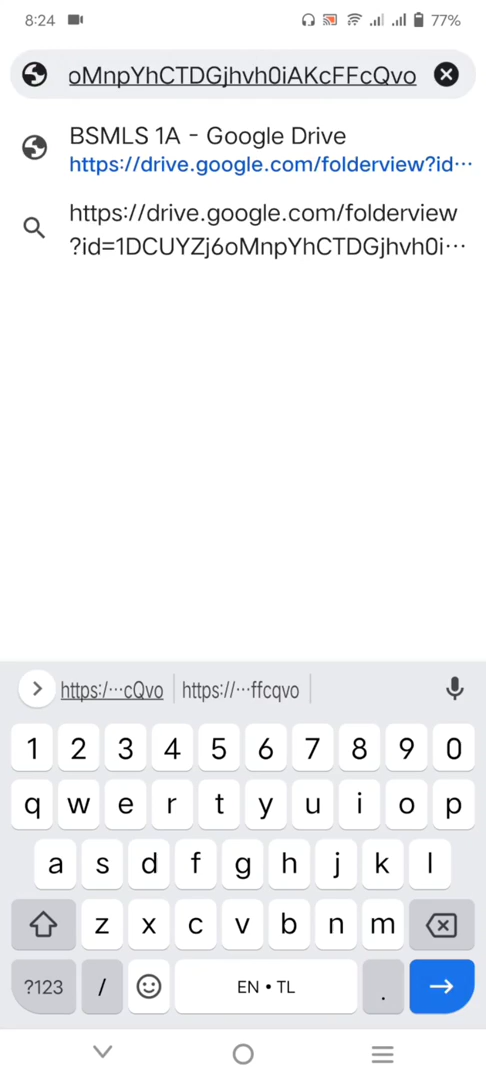 8:24
77%
oMnpYhCTDGjhvh0iAKcFFcQvo
BSMLS 1A - Google Drive
https://drive.google.com/folderview?id···
https://drive.google.com/folderview
?id=1DCUYZj6oMnpYhCTDGjhvh0i···
https:/···cQvo https://···ffcqvo
1 2 3 4 5 6 7 8 9 0
q w e r t y u i o p
a s d f g h j k l
z x c v b n m
?123 / EN • TL .